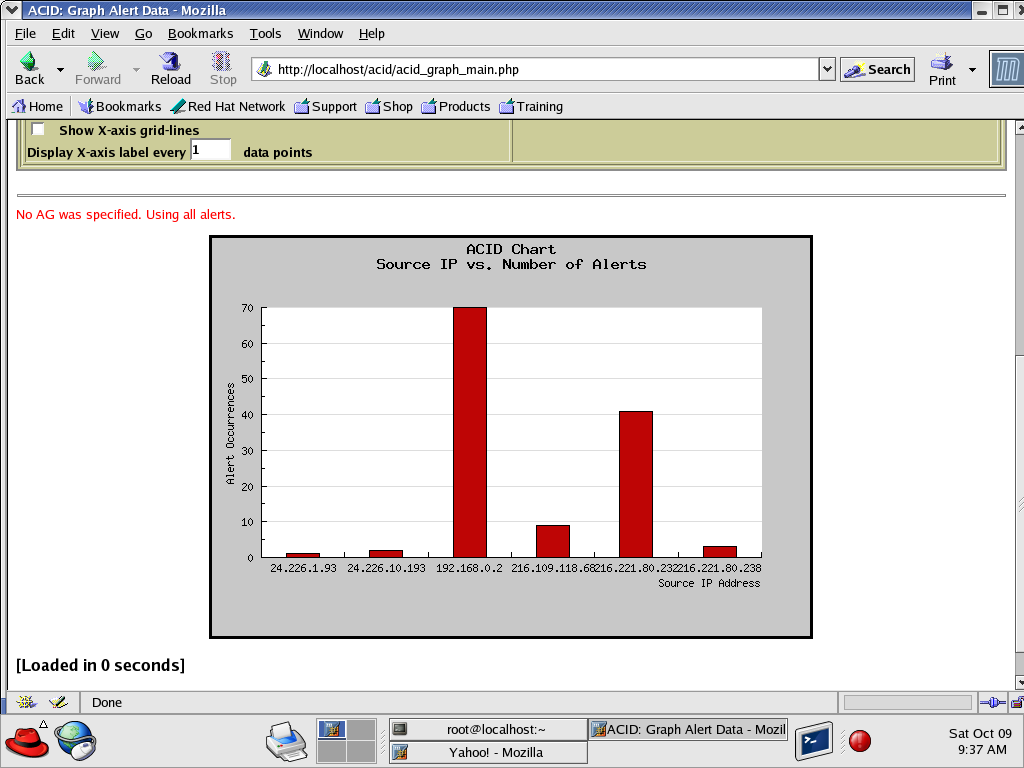 ACID: Graph Alert Data - Mozilla
File Edit View Go Bookmarks Tools Window Help
Back Forward Reload Stop http://localhost/acid/acid_graph_main.php Search Print
Home Bookmarks Red Hat Network Support Shop Products Training
Show X-axis grid-lines
Display X-axis label every 1 data points
No AG was specified. Using all alerts.
ACID Chart
Source IP vs. Number of Alerts
70
60
50
40
30
20
10
0
Alert Occurrences
24.226.1.93 24.226.10.193 192.168.0.2 216.109.118.68 216.221.80.232 216.221.80.238
Source IP Address
[Loaded in 0 seconds]
Done
root@localhost:~ ACID: Graph Alert Data - Mozil
Yahoo! - Mozilla
Sat Oct 09
9:37 AM